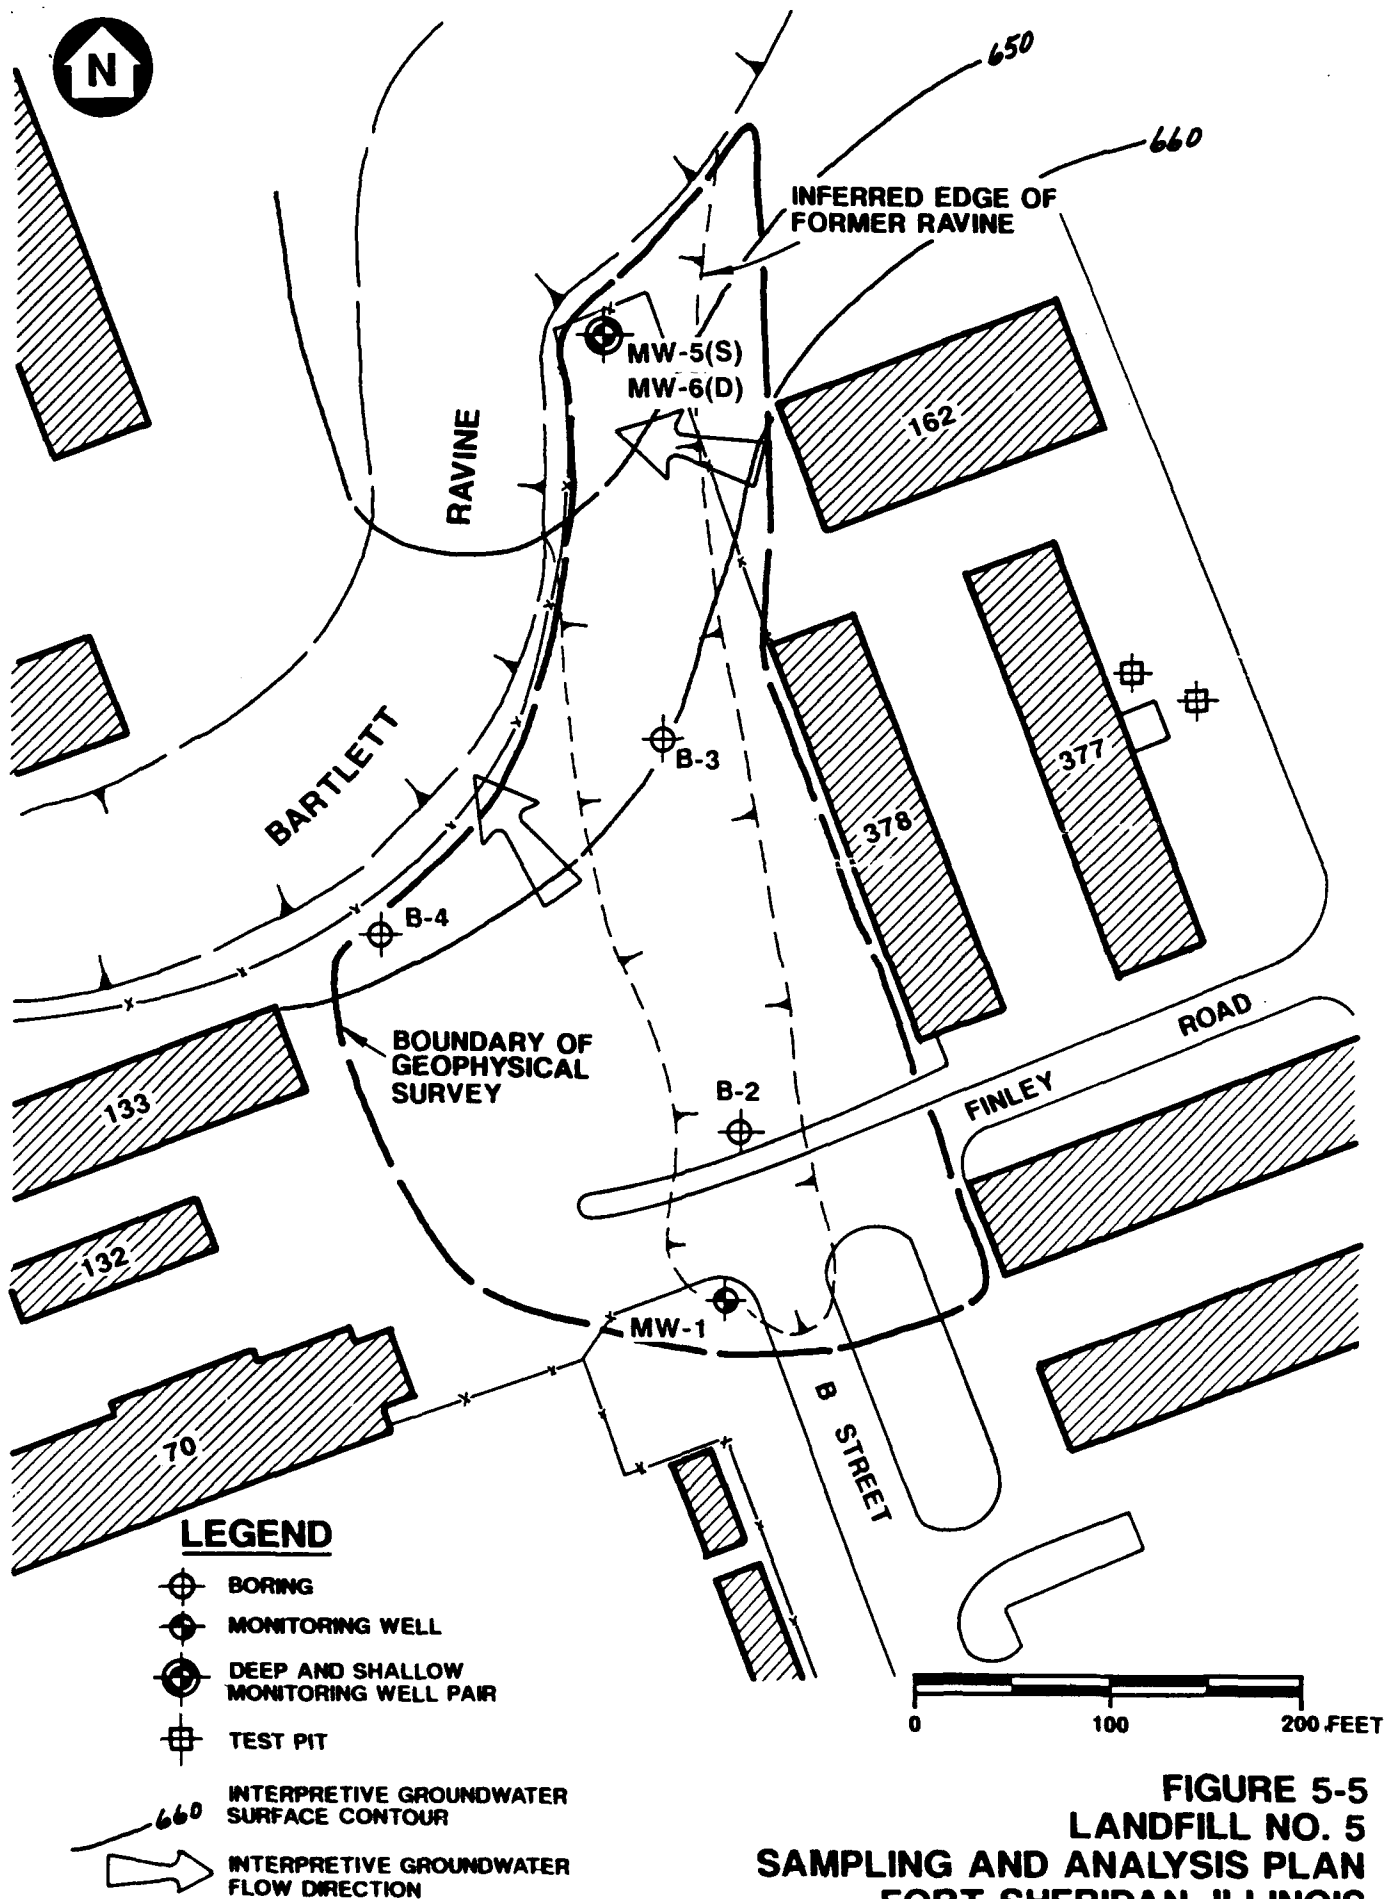 N
650
660
INFERRED EDGE OF
FORMER RAVINE
MW-5(S)
MW-6(D)
162
RAVINE
BARTLETT
B-3
377
378
B-4
BOUNDARY OF
GEOPHYSICAL
SURVEY
ROAD
FINLEY
B-2
133
132
MW-1
B STREET
70
LEGEND
BORING
MONITORING WELL
DEEP AND SHALLOW
MONITORING WELL PAIR
TEST PIT
660
INTERPRETIVE GROUNDWATER
SURFACE CONTOUR
INTERPRETIVE GROUNDWATER
FLOW DIRECTION
0 100 200 FEET
FIGURE 5-5
LANDFILL NO. 5
SAMPLING AND ANALYSIS PLAN
FORT SHERIDAN, ILLINOIS